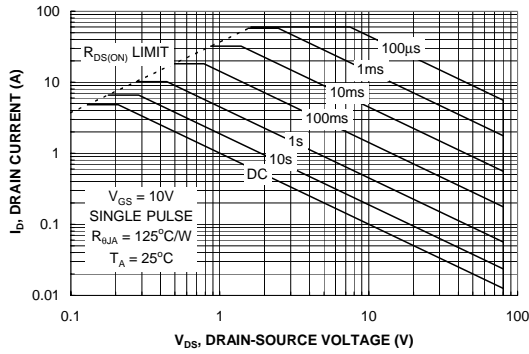 100
10
1
0.1
0.01
0.1
1
10
100
I_D, DRAIN CURRENT (A)
V_DS, DRAIN-SOURCE VOLTAGE (V)
R_DS(ON) LIMIT
100µs
1ms
10ms
100ms
1s
10s
DC
V_GS = 10V
SINGLE PULSE
R_θJA = 125°C/W
T_A = 25°C